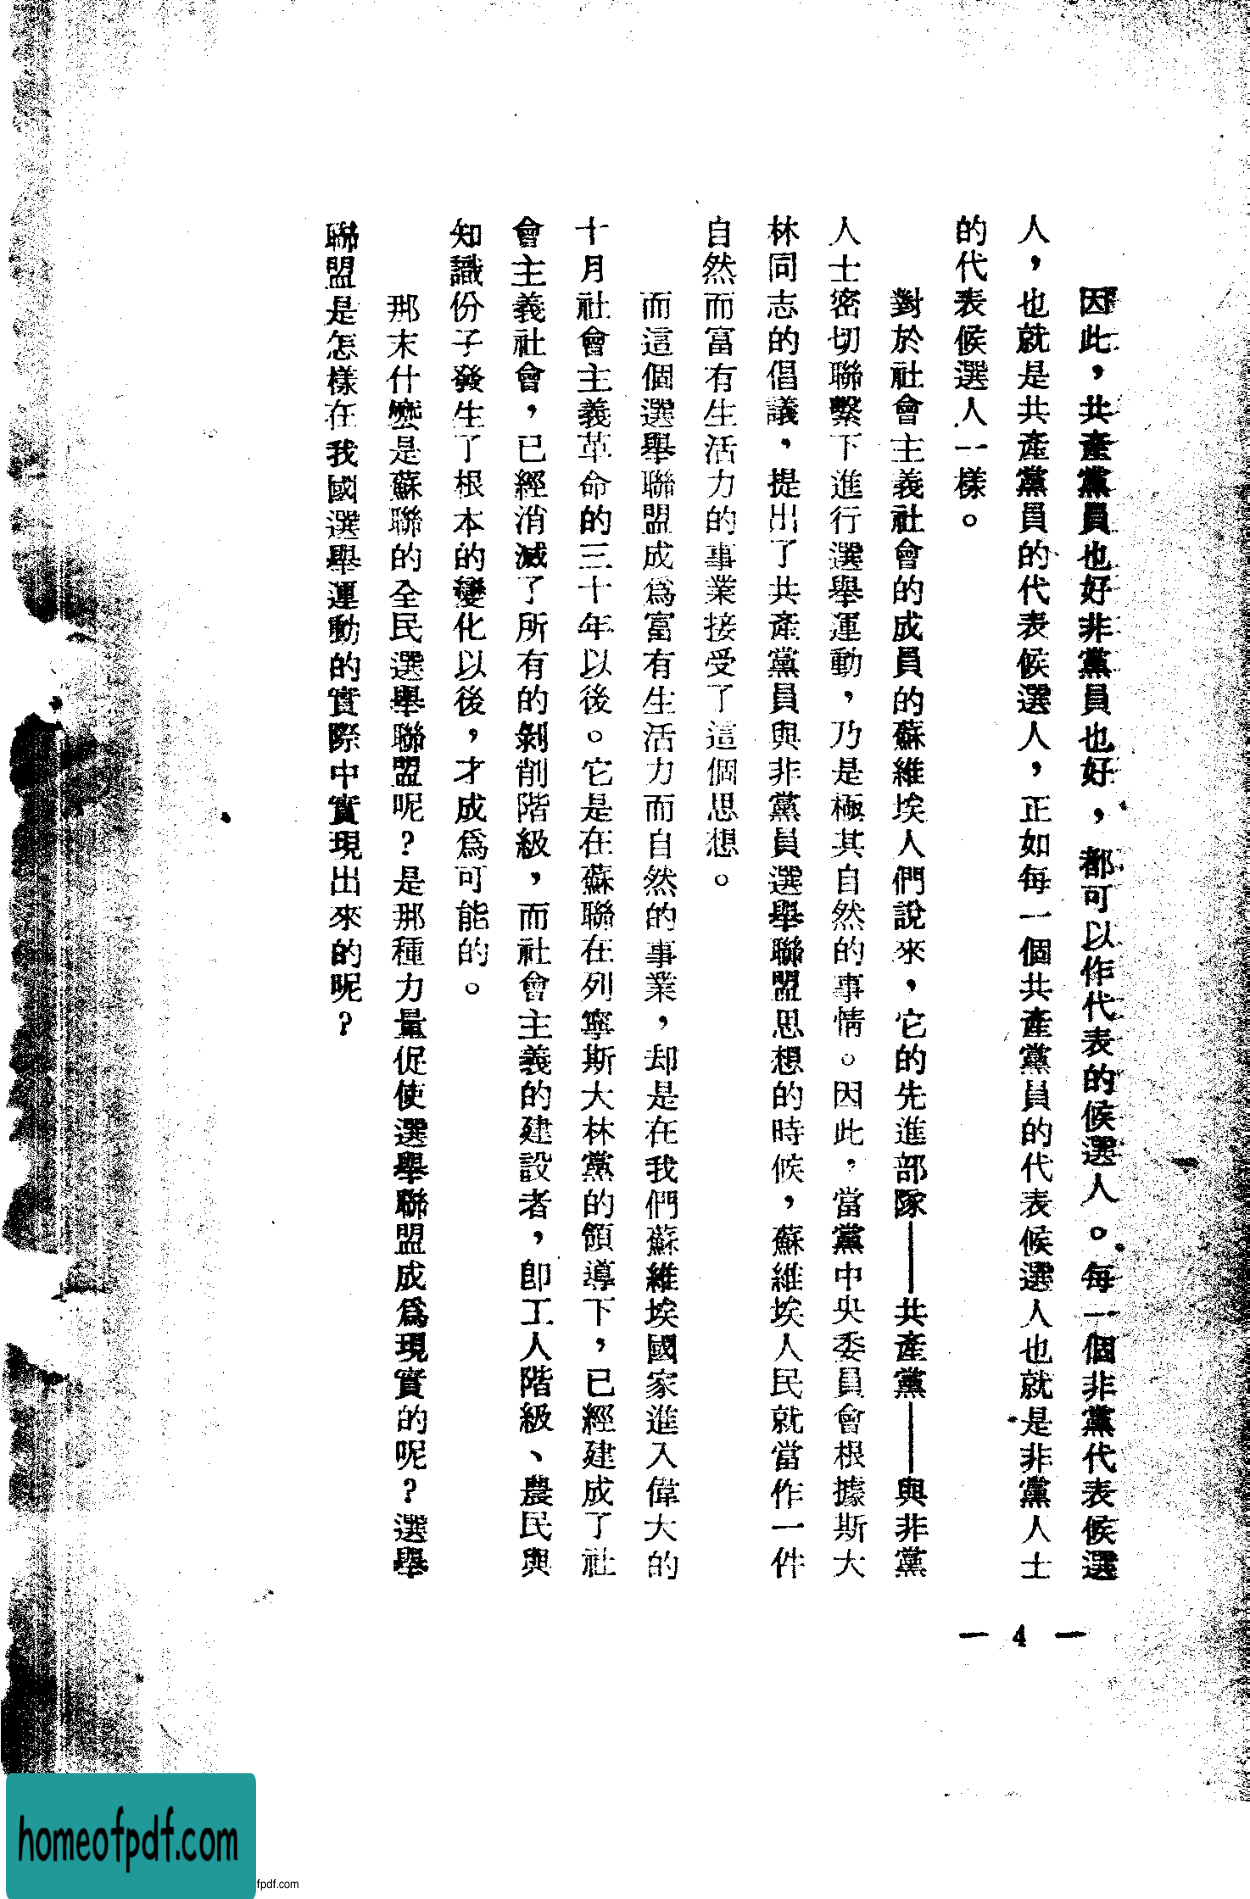 因此，共產黨員也好非黨員也好，都可以作代表的候選人。每一個非黨代表候選
人，也就是共產黨員的代表候選人，正如每一個共產黨員的代表候選人也就是非黨人士
的代表候選人一樣。
對於社會主義社會的成員的蘇維埃人們說來，它的先進部隊——共產黨——與非黨
人士密切聯繫下進行選舉運動，乃是極其自然的事情。因此，當黨中央委員會根據斯大
林同志的倡議，提出了共產黨員與非黨員選舉聯盟思想的時候，蘇維埃人民就當作一件
自然而富有生活力的事業接受了這個思想。
而這個選舉聯盟成爲富有生活力而自然的事業，却是在我們蘇維埃國家進入偉大的
十月社會主義革命的三十年以後。它是在蘇聯在列寧斯大林黨的領導下，已經建成了社
會主義社會，已經消滅了所有的剝削階級，而社會主義的建設者，卽工人階級、農民與
知識份子發生了根本的變化以後，才成爲可能的。
那末什麼是蘇聯的全民選舉聯盟呢？是那種力量促使選舉聯盟成爲現實的呢？選舉
聯盟是怎樣在我國選舉運動的實際中實現出來的呢？
— 4 —
homeofpdf.com
fpdf.com